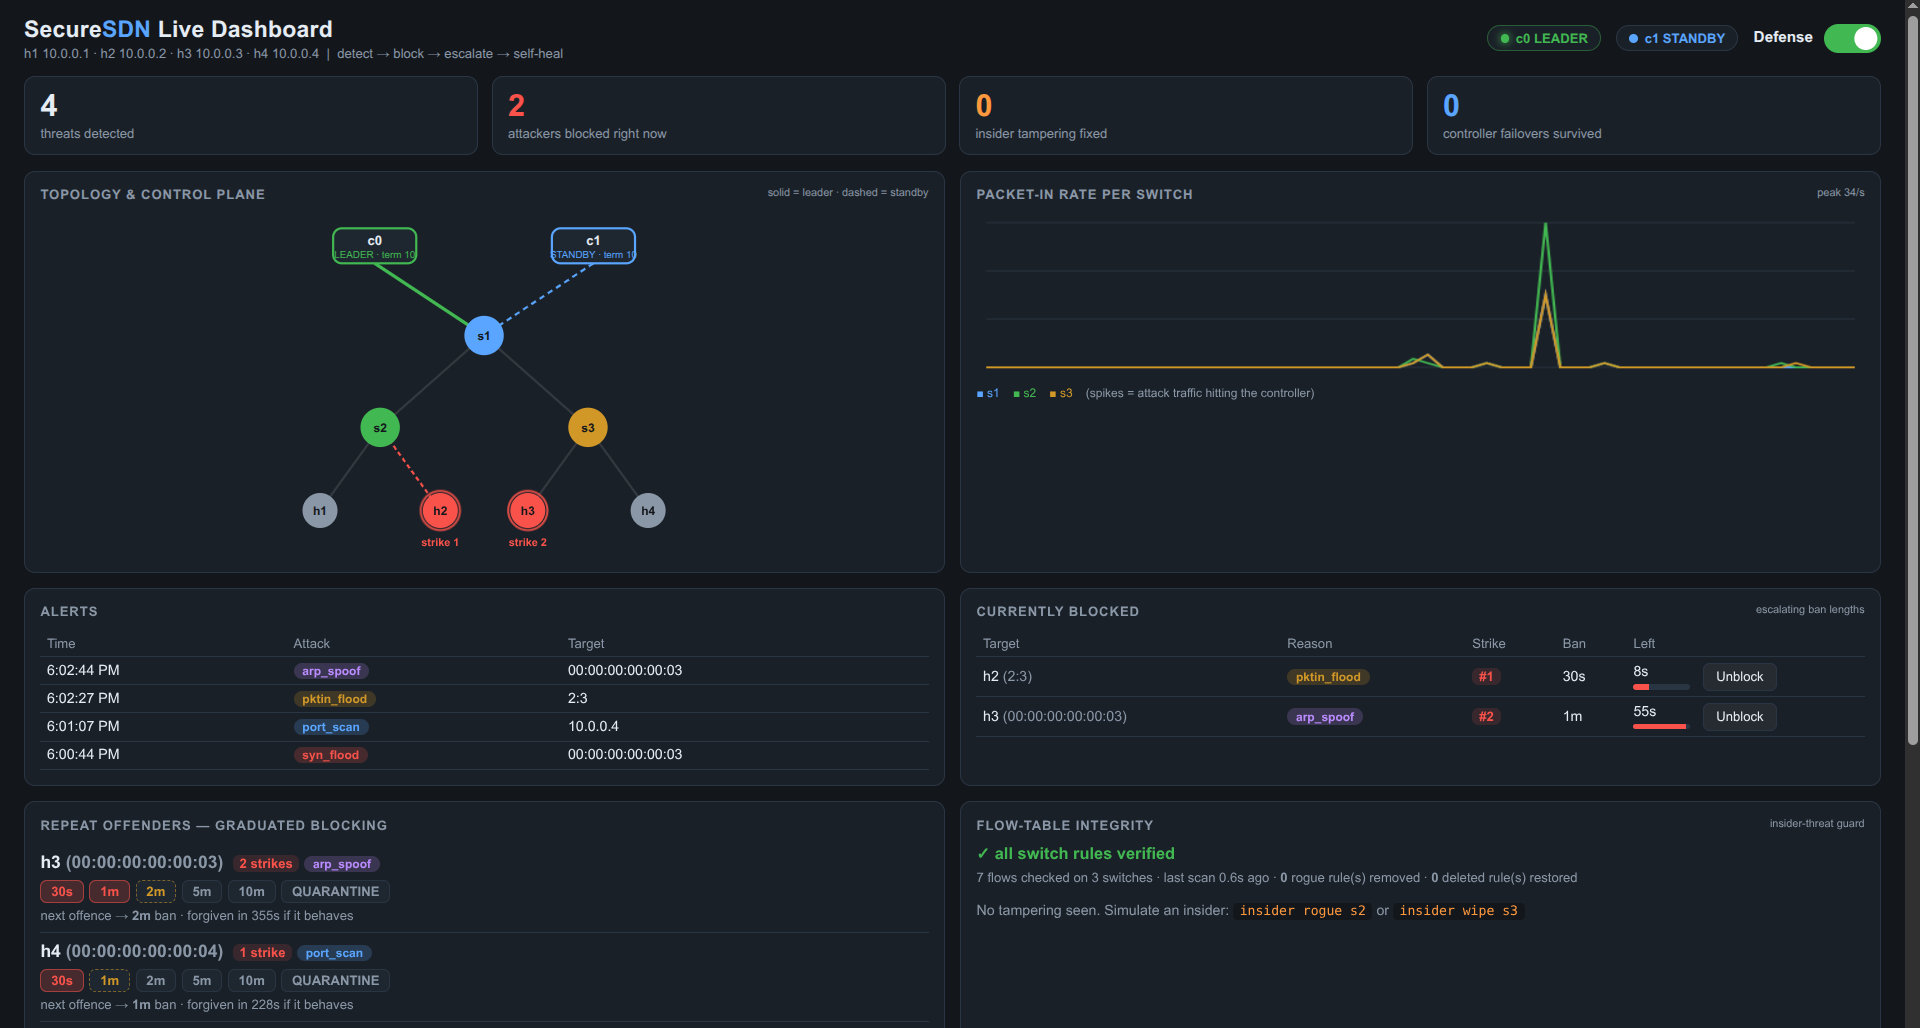 SecureSDN Live Dashboard
h1 10.0.0.1 · h2 10.0.0.2 · h3 10.0.0.3 · h4 10.0.0.4 | detect → block → escalate → self-heal
c0 LEADER
c1 STANDBY
Defense
4
threats detected
2
attackers blocked right now
0
insider tampering fixed
0
controller failovers survived
TOPOLOGY & CONTROL PLANE
solid = leader · dashed = standby
c0
LEADER · term 10
c1
STANDBY · term 10
s1
s2
s3
h1
h2
h3
h4
strike 1
strike 2
PACKET-IN RATE PER SWITCH
peak 34/s
s1 s2 s3 (spikes = attack traffic hitting the controller)
ALERTS
Time Attack Target
6:02:44 PM arp_spoof 00:00:00:00:00:03
6:02:27 PM pktin_flood 2:3
6:01:07 PM port_scan 10.0.0.4
6:00:44 PM syn_flood 00:00:00:00:00:03
CURRENTLY BLOCKED
escalating ban lengths
Target Reason Strike Ban Left
h2 (2:3) pktin_flood #1 30s 8s Unblock
h3 (00:00:00:00:00:03) arp_spoof #2 1m 55s Unblock
REPEAT OFFENDERS — GRADUATED BLOCKING
h3 (00:00:00:00:00:03) 2 strikes arp_spoof
30s 1m 2m 5m 10m QUARANTINE
next offence → 2m ban · forgiven in 355s if it behaves
h4 (00:00:00:00:00:04) 1 strike port_scan
30s 1m 2m 5m 10m QUARANTINE
next offence → 1m ban · forgiven in 228s if it behaves
FLOW-TABLE INTEGRITY
insider-threat guard
✓ all switch rules verified
7 flows checked on 3 switches · last scan 0.6s ago · 0 rogue rule(s) removed · 0 deleted rule(s) restored
No tampering seen. Simulate an insider: insider rogue s2 or insider wipe s3